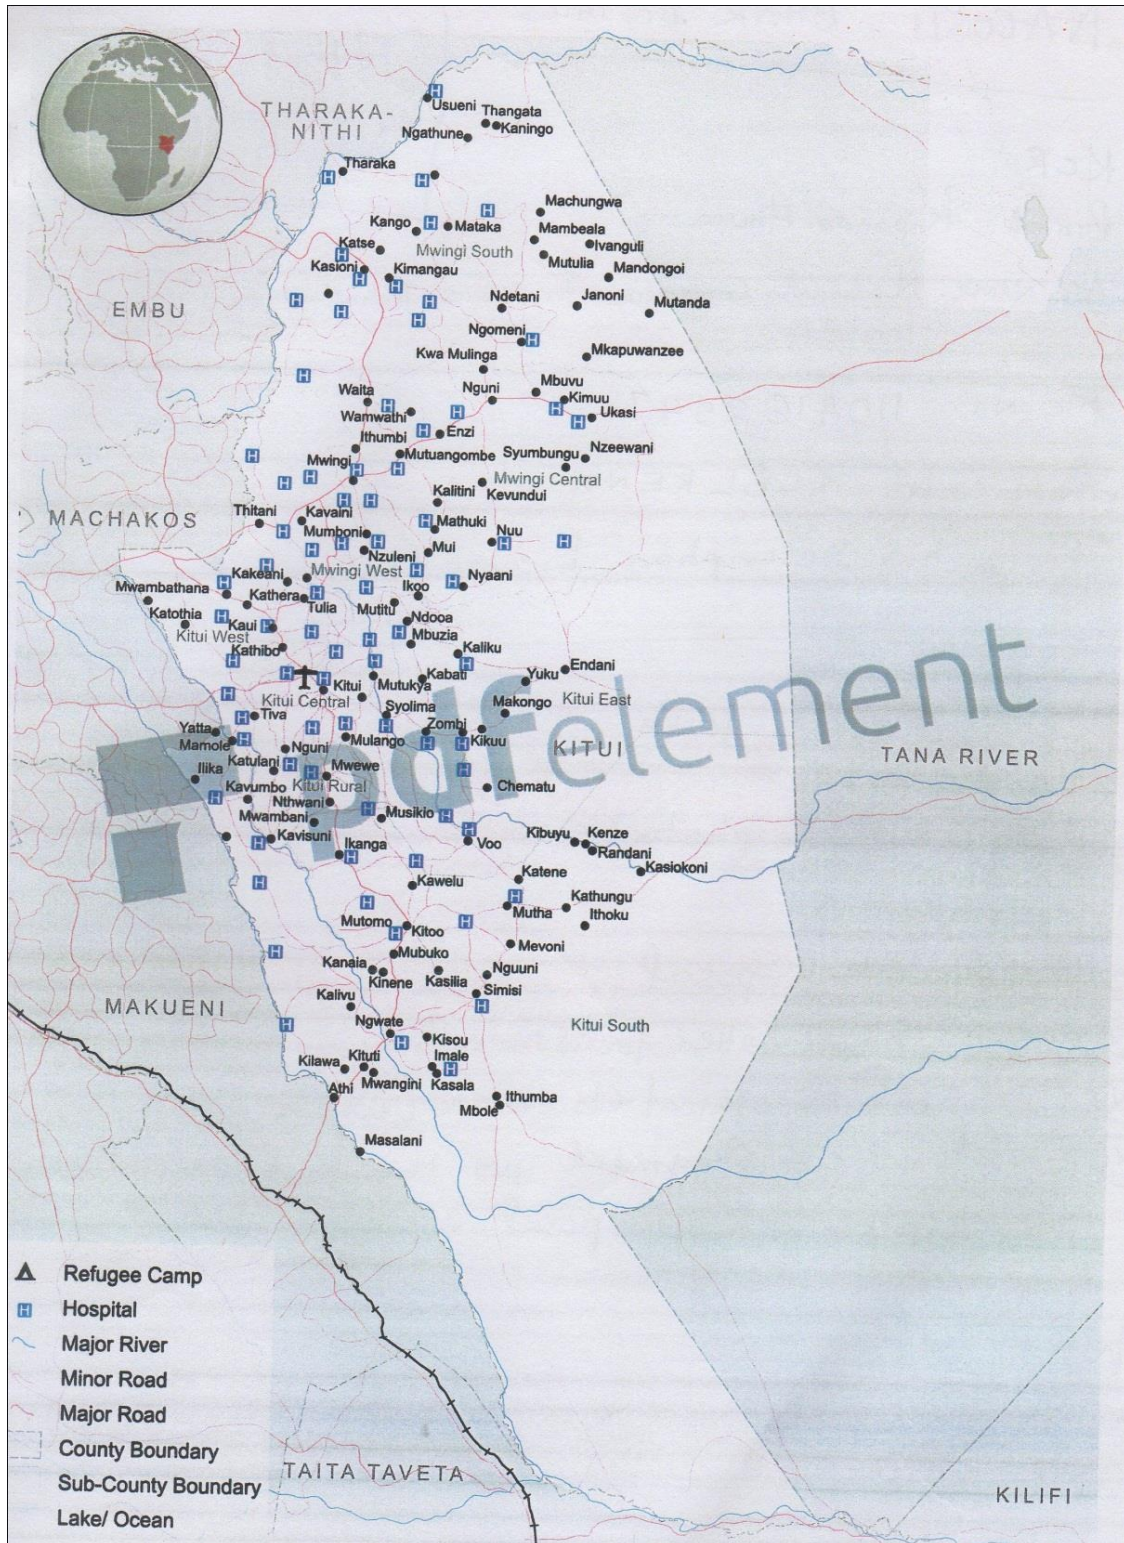 Usueni
Thangata
Kaningo
THARAKA-
NITHI
Ngathune
Tharaka
Machungwa
Kango
Mataka
Mambeala
Ivanguli
Katse
Mwingi South
Mutulia
Kasioni
Kimangau
Mandongoi
EMBU
Ndetani
Janoni
Mutanda
Ngomeni
Kwa Mulinga
Mkapuwanzee
Waita
Nguni
Mbuvu
Kimuu
Wamwathi
Ukasi
Enzi
Ithumbi
Mutuangombe
Syumbungu
Nzeewani
Mwingi
Mwingi Central
Kalitini
Kevundui
MACHAKOS
Thitani
Kavaini
Mathuki
Mumboni
Nuu
Nzuleni
Mui
Mwingi West
Kakeani
Nyaani
Mwambathana
Kathera
Ikoo
Tulia
Mutitu
Katothia
Kaui
Ndooa
Kitui West
Mbuzia
Kathibo
Kaliku
Endani
Kabati
Yuku
Kitui
Mutukya
Kitui Central
Makongo
Kitui East
Syolima
Tiva
Zombi
Yatta
Mulango
Kikuu
KITUI
Mamole
Nguni
pdfelement
TANA RIVER
Katulani
Mwewe
Ilika
Kitui Rural
Chematu
Kavumbo
Nthwani
Mwambani
Musikio
Kavisuni
Voo
Kibuyu
Kenze
Randani
Ikanga
Kasiokoni
Katene
Kawelu
Kathungu
Mutha
Ithoku
Mutomo
Kitoo
Mevoni
Mubuko
Kanaia
Kinene
Kasilia
Nguuni
Simisi
Kalivu
MAKUENI
Ngwate
Kitui South
Kisou
Kilawa
Kituti
Imale
Mwangini
Kasala
Athi
Ithumba
Mbole
Masalani
Refugee Camp
H Hospital
Major River
Minor Road
Major Road
County Boundary
Sub-County Boundary
Lake/ Ocean
TAITA TAVETA
KILIFI